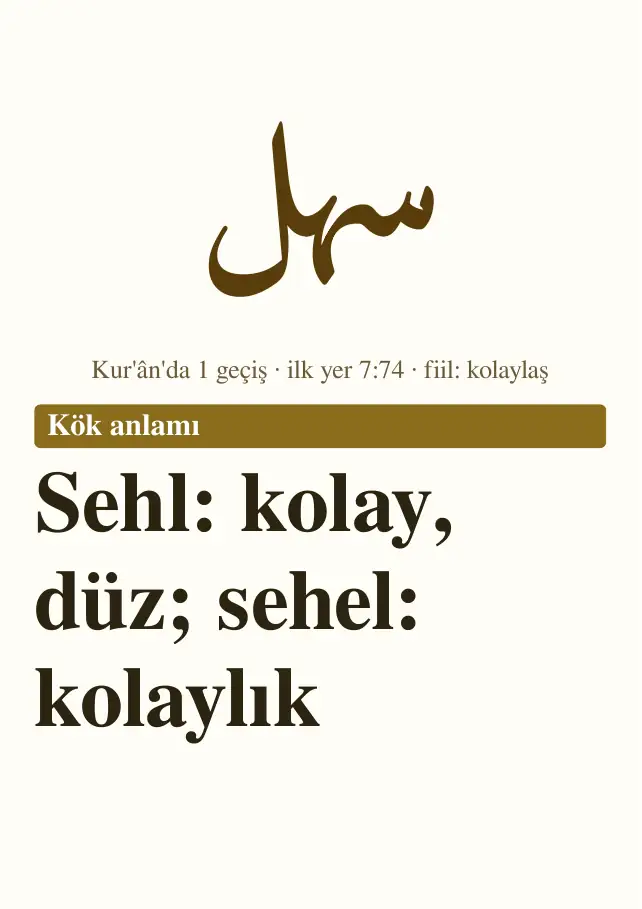 سهل
Kur'ân'da 1 geçiş · ilk yer 7:74 · fiil: kolaylaş
Kök anlamı
Sehl: kolay,
düz; sehel:
kolaylık